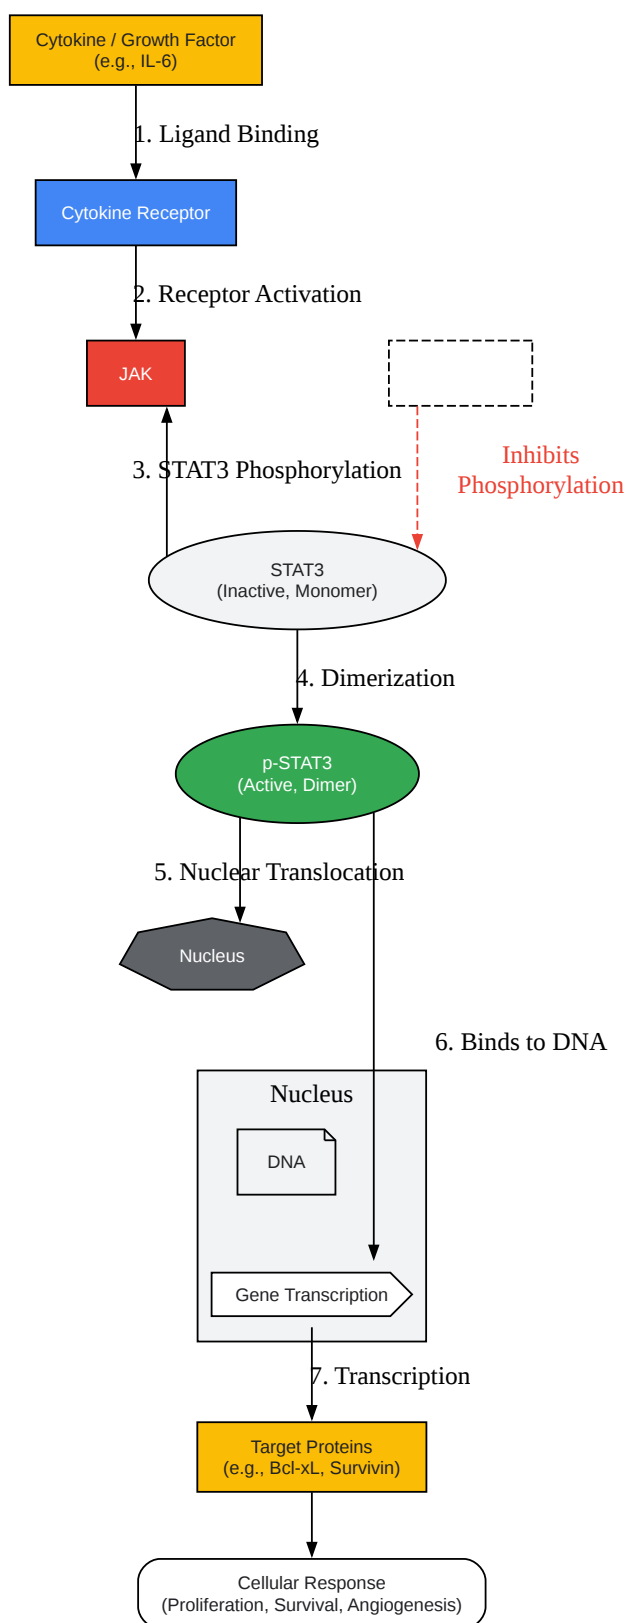 Cytokine / Growth Factor
(e.g., IL-6)
1. Ligand Binding
Cytokine Receptor
2. Receptor Activation
JAK
3. STAT3 Phosphorylation
Inhibits
Phosphorylation
STAT3
(Inactive, Monomer)
4. Dimerization
p-STAT3
(Active, Dimer)
5. Nuclear Translocation
Nucleus
6. Binds to DNA
Nucleus
DNA
Gene Transcription
7. Transcription
Target Proteins
(e.g., Bcl-xL, Survivin)
Cellular Response
(Proliferation, Survival, Angiogenesis)